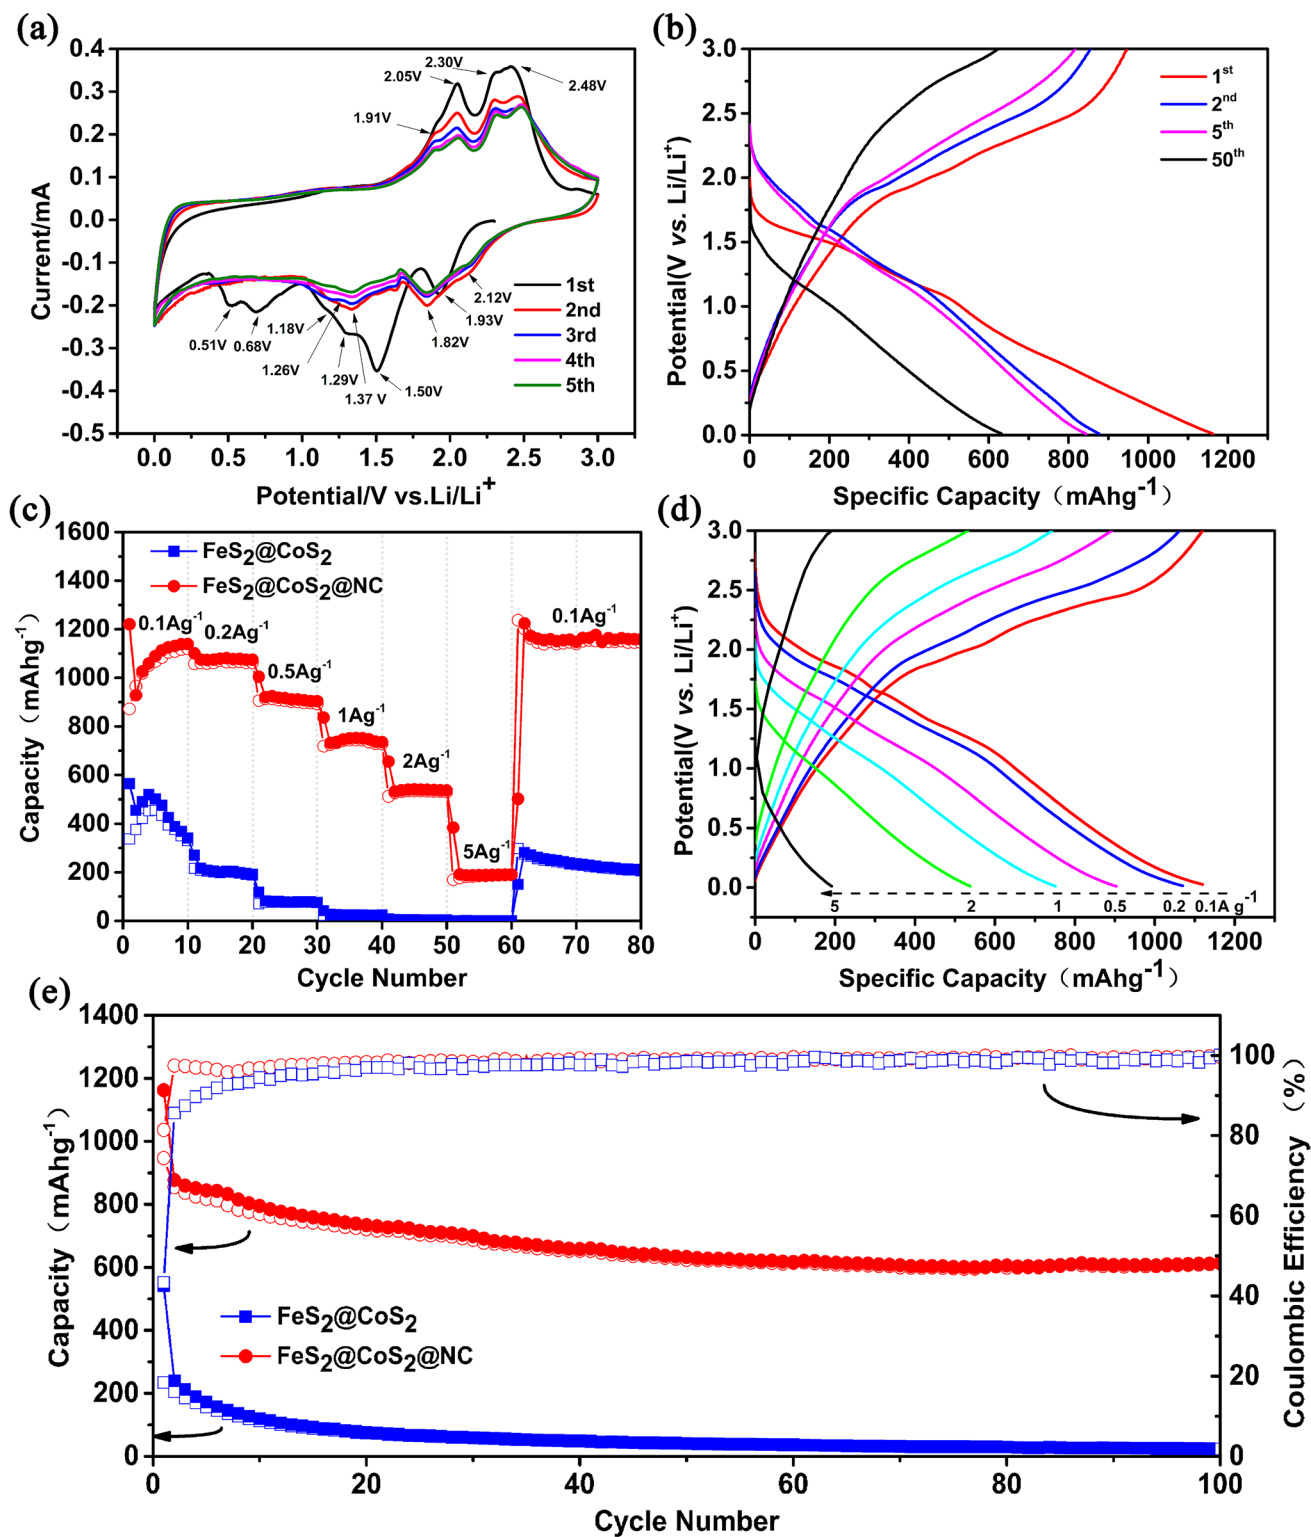 (a)
0.4
0.3
0.2
0.1
0.0
-0.1
-0.2
-0.3
-0.4
-0.5
Current/mA
2.30V
2.05V
2.48V
1.91V
2.12V
1.93V
1.82V
1.18V
0.51V
0.68V
1.26V
1.29V
1.37 V
1.50V
1st
2nd
3rd
4th
5th
0.0 0.5 1.0 1.5 2.0 2.5 3.0
Potential/V vs.Li/Li⁺
(b)
3.0
2.5
2.0
1.5
1.0
0.5
0.0
Potential(V vs. Li/Li⁺)
1ˢᵗ
2ⁿᵈ
5ᵗʰ
50ᵗʰ
0 200 400 600 800 1000 1200
Specific Capacity（mAhg⁻¹）
(c)
1600
1400
1200
1000
800
600
400
200
0
Capacity（mAhg⁻¹）
FeS₂@CoS₂
FeS₂@CoS₂@NC
0.1Ag⁻¹
0.2Ag⁻¹
0.5Ag⁻¹
1Ag⁻¹
2Ag⁻¹
5Ag⁻¹
0.1Ag⁻¹
0 10 20 30 40 50 60 70 80
Cycle Number
(d)
3.0
2.5
2.0
1.5
1.0
0.5
0.0
Potential(V vs. Li/Li⁺)
5 2 1 0.5 0.2 0.1A g⁻¹
0 200 400 600 800 1000 1200
Specific Capacity（mAhg⁻¹）
(e)
1400
1200
1000
800
600
400
200
0
Capacity（mAhg⁻¹）
FeS₂@CoS₂
FeS₂@CoS₂@NC
100
80
60
40
20
0
Coulombic Efficiency （%）
0 20 40 60 80 100
Cycle Number